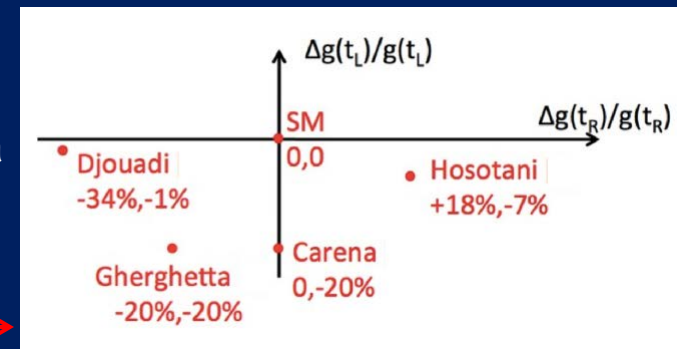 Δg(t_L)/g(t_L)
Δg(t_R)/g(t_R)
SM
0,0
Djouadi
-34%,-1%
Hosotani
+18%,-7%
Gherghetta
-20%,-20%
Carena
0,-20%